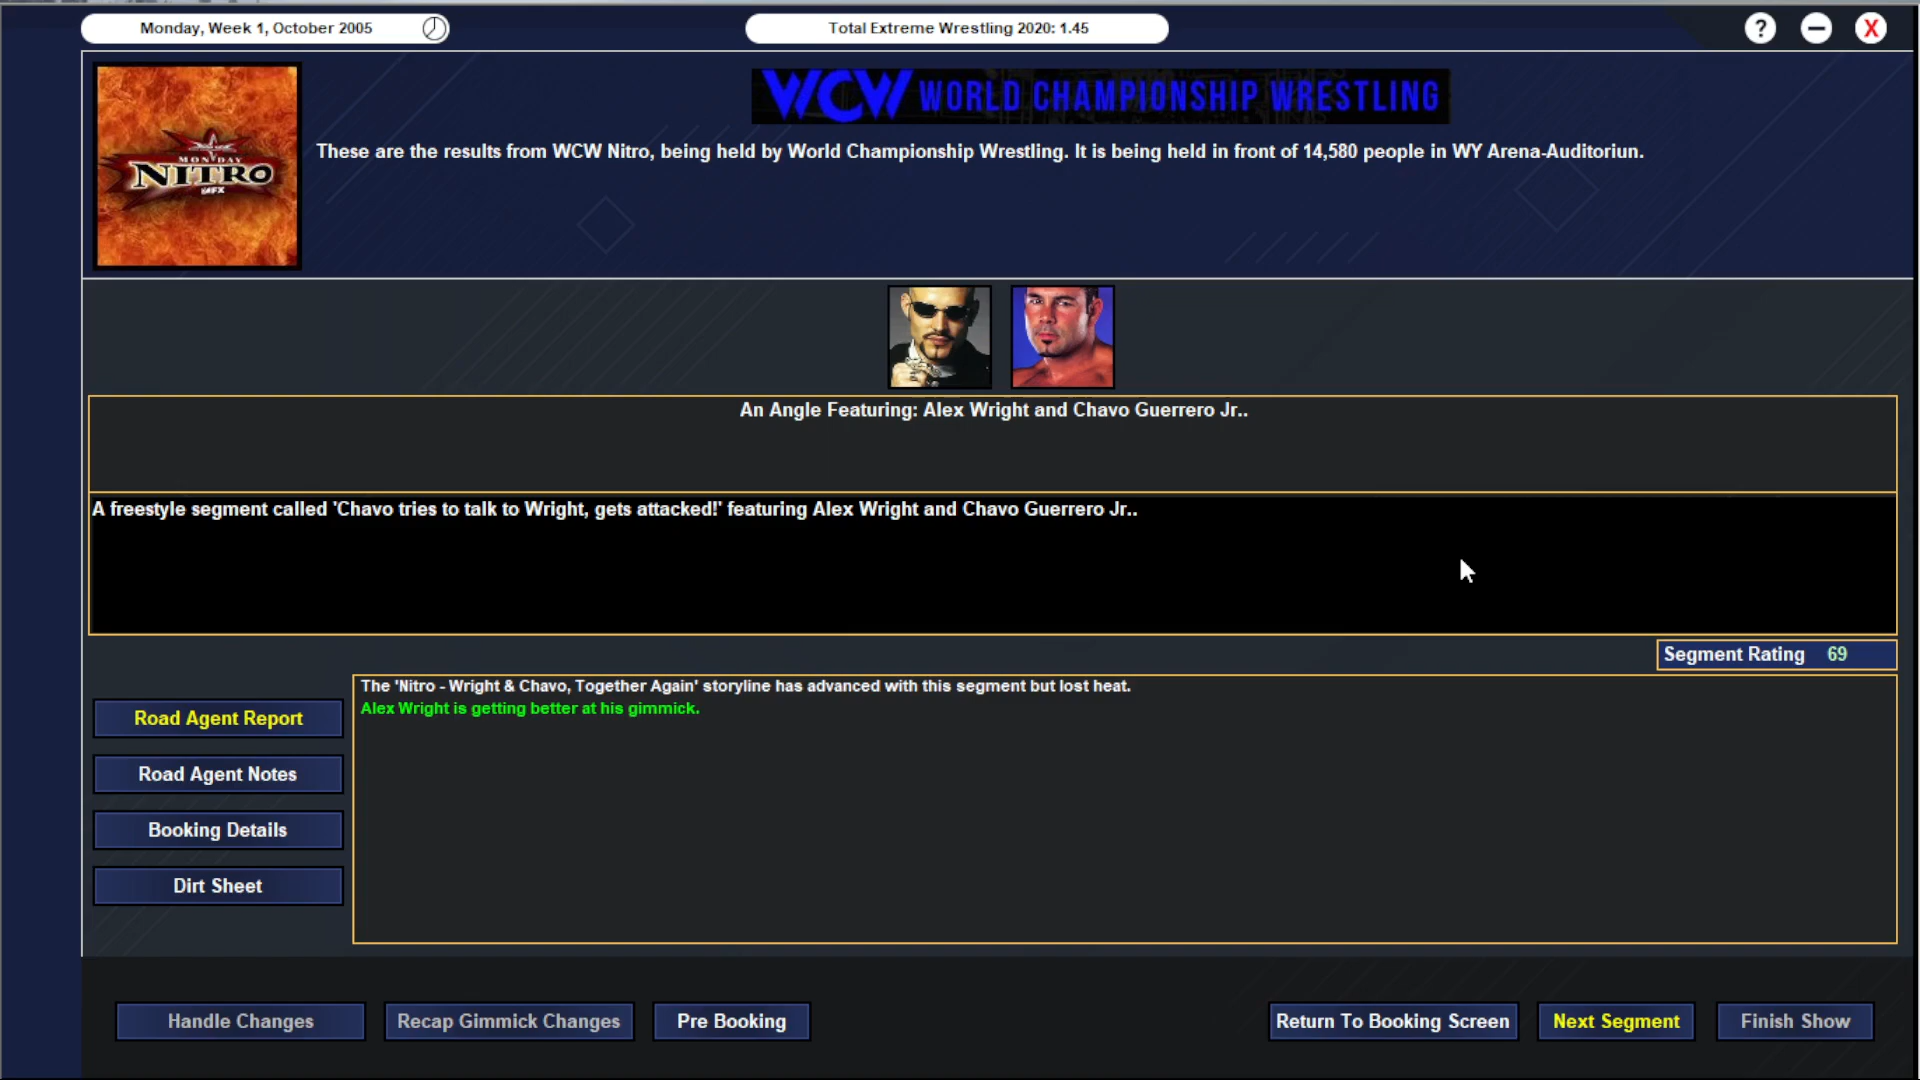 Monday, Week 1, October 2005
Total Extreme Wrestling 2020: 1.45
?
X
WCW WORLD CHAMPIONSHIP WRESTLING
MONDAY
NITRO
These are the results from WCW Nitro, being held by World Championship Wrestling. It is being held in front of 14,580 people in WY Arena-Auditoriun.
An Angle Featuring: Alex Wright and Chavo Guerrero Jr..
A freestyle segment called 'Chavo tries to talk to Wright, gets attacked!' featuring Alex Wright and Chavo Guerrero Jr..
Segment Rating 69
The 'Nitro - Wright & Chavo, Together Again' storyline has advanced with this segment but lost heat.
Alex Wright is getting better at his gimmick.
Road Agent Report
Road Agent Notes
Booking Details
Dirt Sheet
Handle Changes
Recap Gimmick Changes
Pre Booking
Return To Booking Screen
Next Segment
Finish Show